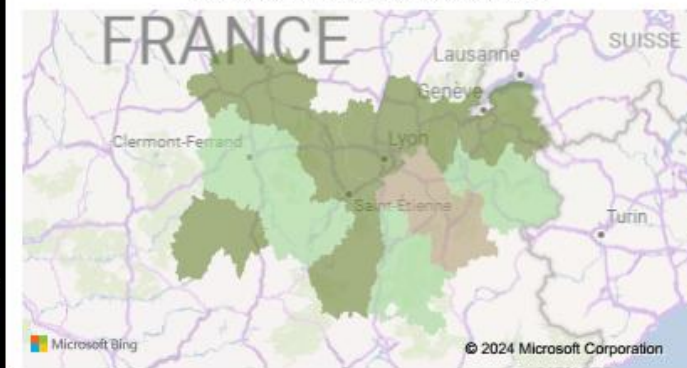 FRANCE
Lausanne
SUISSE
Genève
Clermont-Ferrand
Lyon
Saint-Étienne
Turin
Microsoft Bing
© 2024 Microsoft Corporation